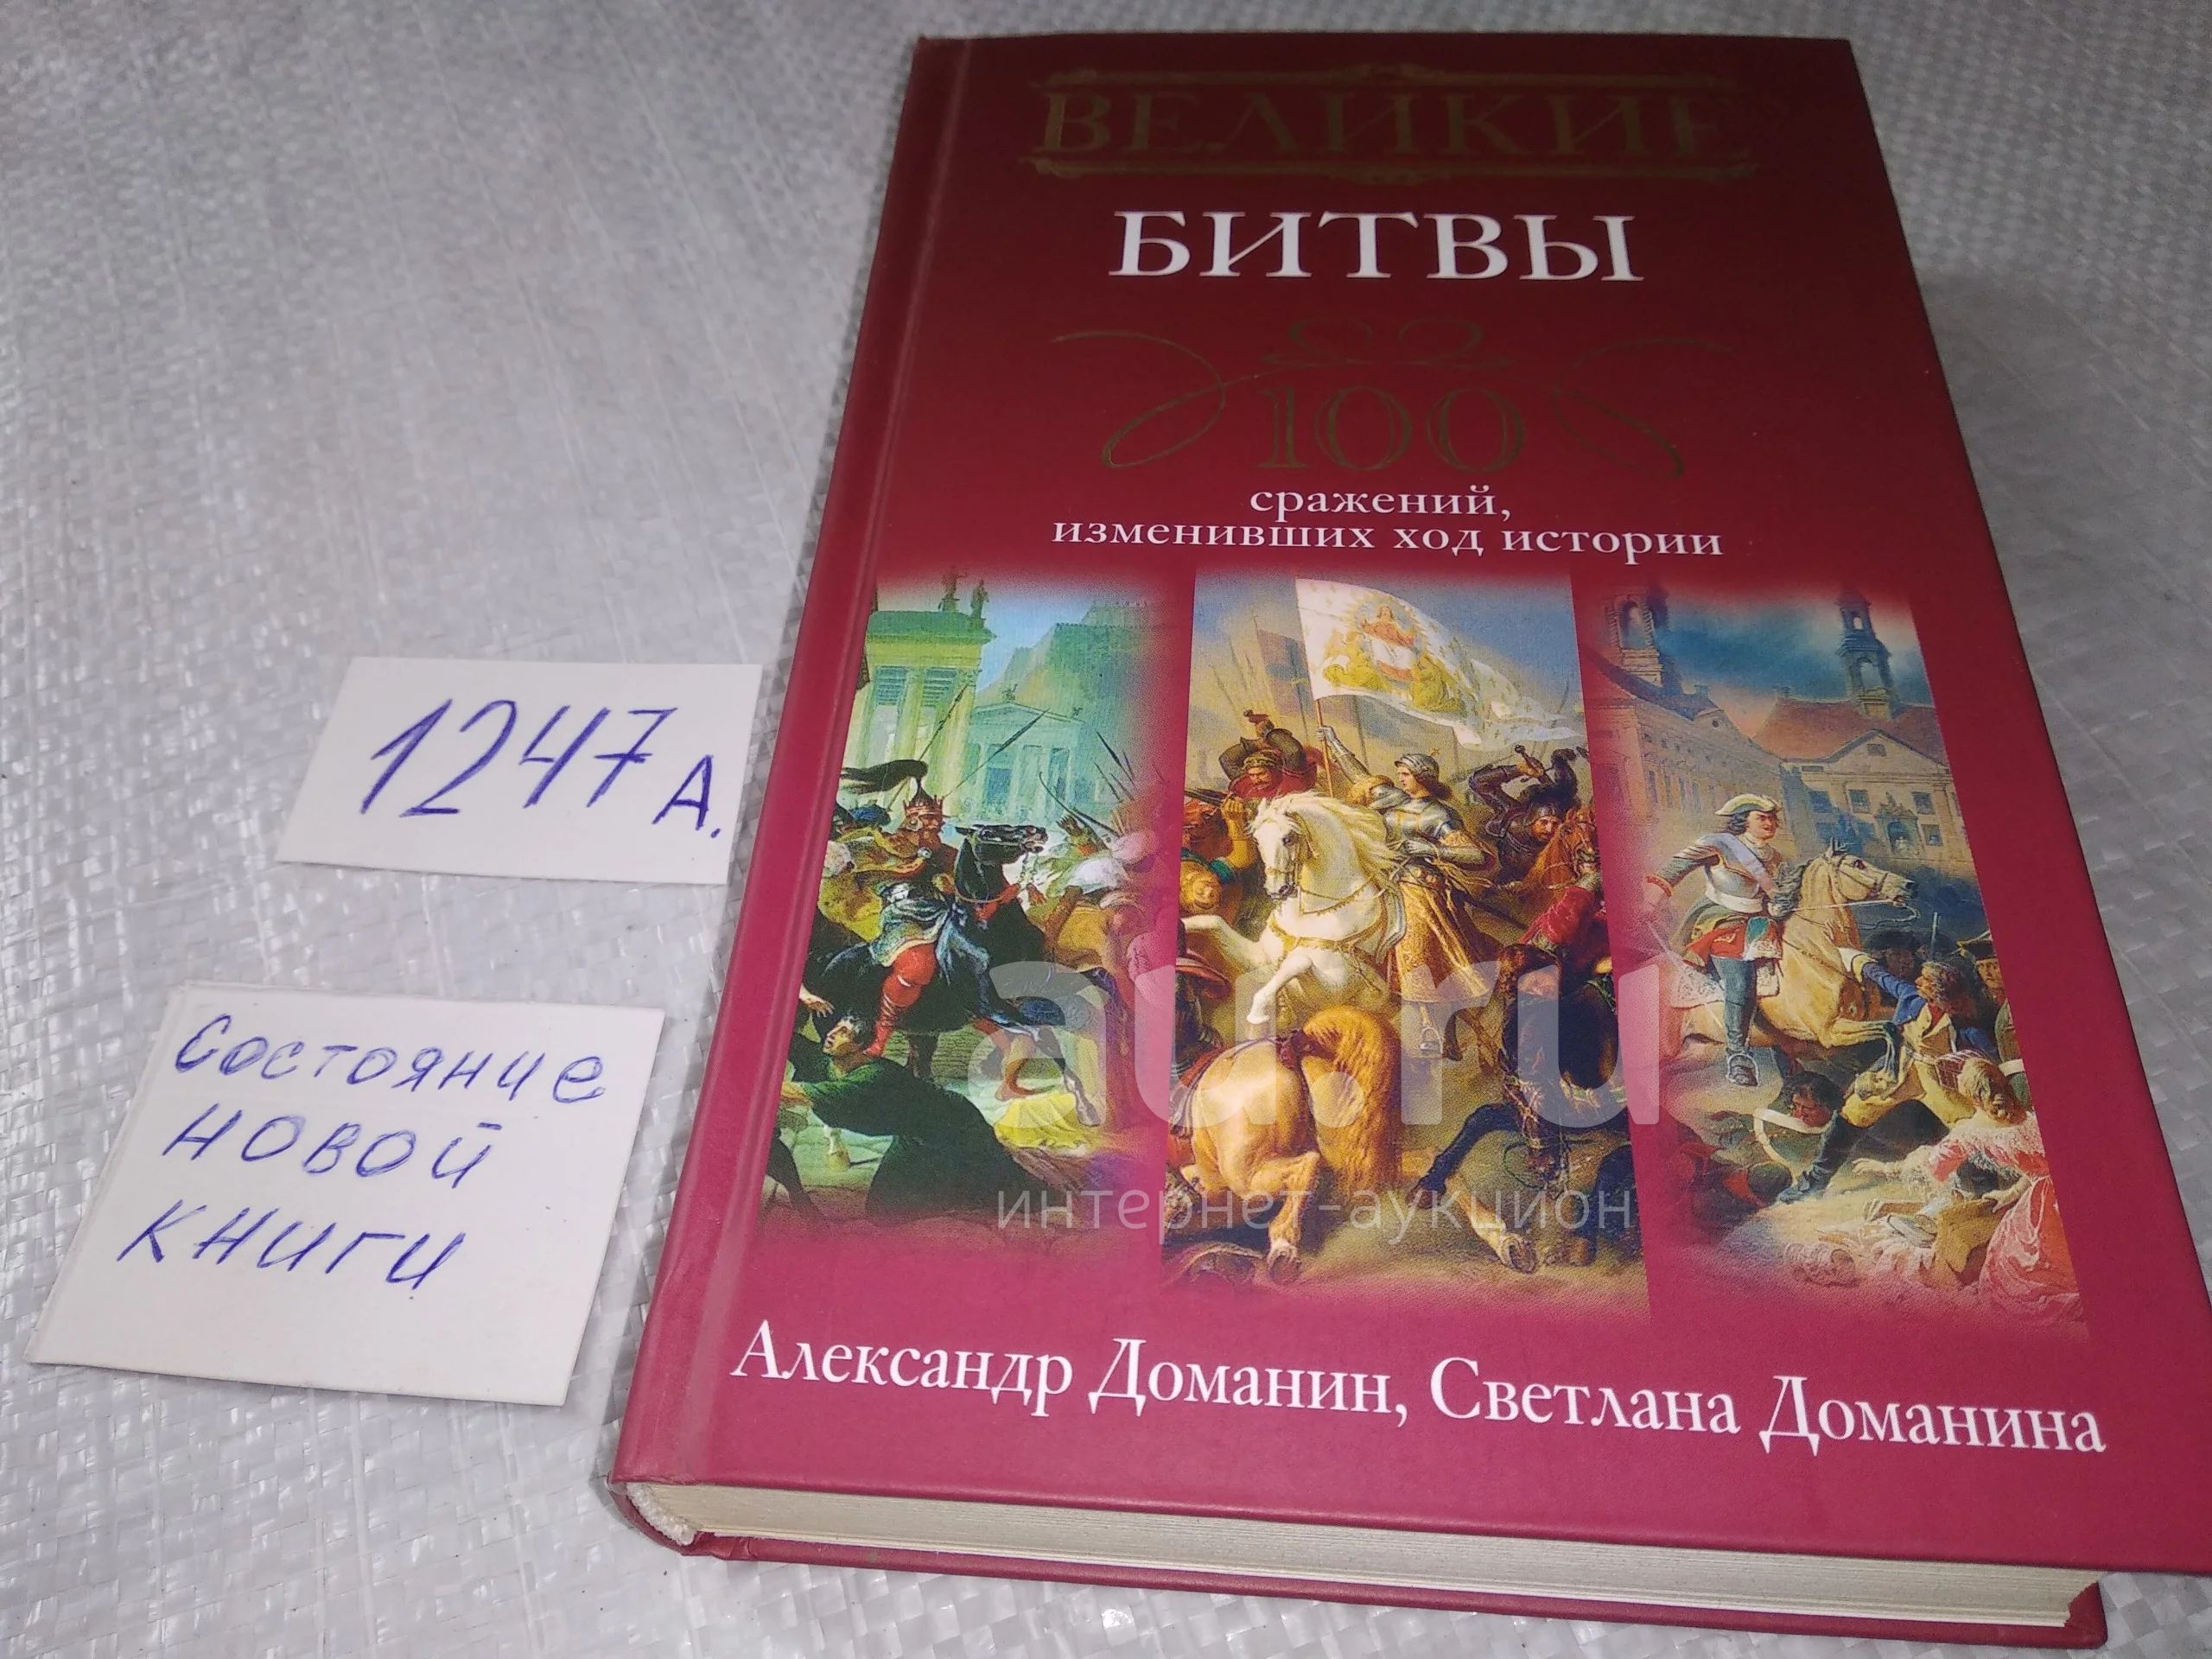 ВЕЛИКИЕ
БИТВЫ
100
сражений,
изменивших ход истории
1247 А.
Состояние
новой
книги
au.ru
интернет-аукцион
Александр Доманин, Светлана Доманина